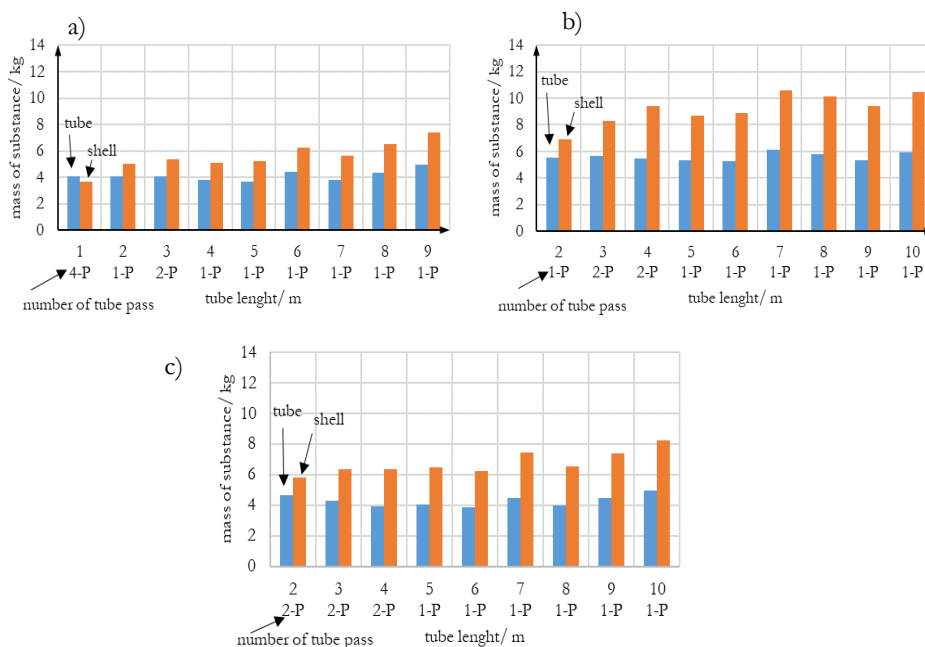 a)
mass of substance/ kg
14
12
10
8
6
4
2
0
tube
shell
1 2 3 4 5 6 7 8 9
4-P 1-P 2-P 1-P 1-P 1-P 1-P 1-P 1-P
number of tube pass
tube lenght/ m
b)
mass of substance/ kg
14
12
10
8
6
4
2
0
tube
shell
2 3 4 5 6 7 8 9 10
1-P 2-P 2-P 1-P 1-P 1-P 1-P 1-P 1-P
number of tube pass
tube lenght/ m
c)
mass of substance/ kg
14
12
10
8
6
4
2
0
tube
shell
2 3 4 5 6 7 8 9 10
2-P 2-P 2-P 1-P 1-P 1-P 1-P 1-P 1-P
number of tube pass
tube lenght/ m